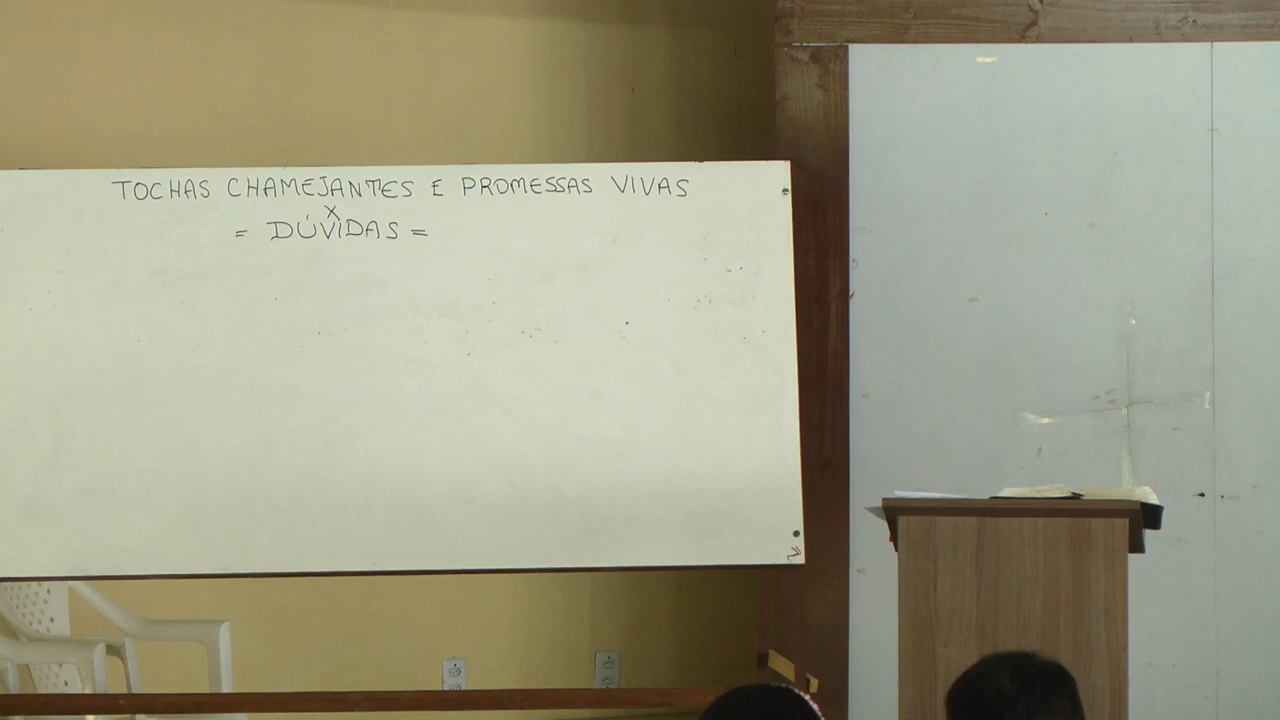 TOCHAS CHAMEJANTES E PROMESSAS VIVAS
X
= DÚVIDAS =